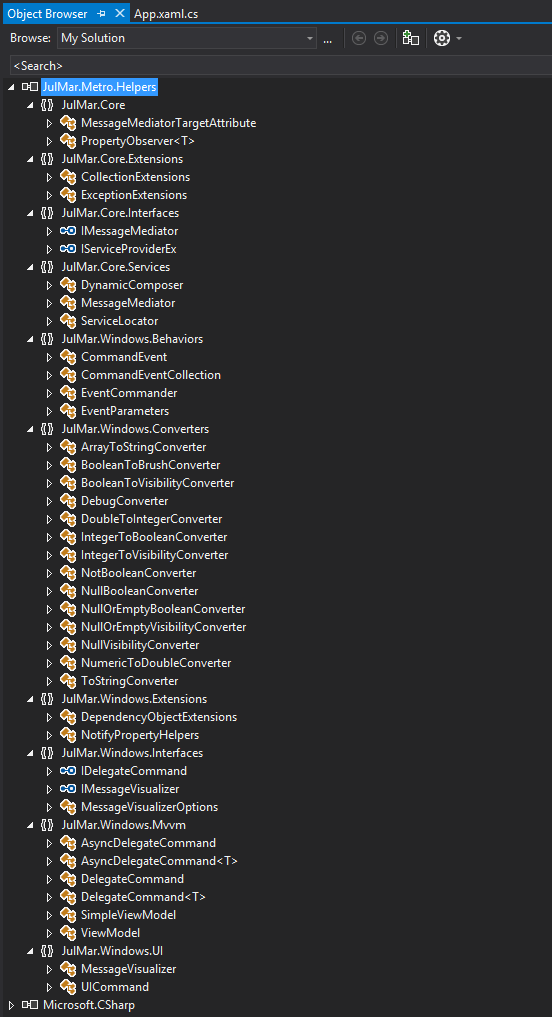 Object Browser App.xaml.cs
Browse: My Solution ...
<Search>
JulMar.Metro.Helpers
JulMar.Core
MessageMediatorTargetAttribute
PropertyObserver<T>
JulMar.Core.Extensions
CollectionExtensions
ExceptionExtensions
JulMar.Core.Interfaces
IMessageMediator
IServiceProviderEx
JulMar.Core.Services
DynamicComposer
MessageMediator
ServiceLocator
JulMar.Windows.Behaviors
CommandEvent
CommandEventCollection
EventCommander
EventParameters
JulMar.Windows.Converters
ArrayToStringConverter
BooleanToBrushConverter
BooleanToVisibilityConverter
DebugConverter
DoubleToIntegerConverter
IntegerToBooleanConverter
IntegerToVisibilityConverter
NotBooleanConverter
NullBooleanConverter
NullOrEmptyBooleanConverter
NullOrEmptyVisibilityConverter
NullVisibilityConverter
NumericToDoubleConverter
ToStringConverter
JulMar.Windows.Extensions
DependencyObjectExtensions
NotifyPropertyHelpers
JulMar.Windows.Interfaces
IDelegateCommand
IMessageVisualizer
MessageVisualizerOptions
JulMar.Windows.Mvvm
AsyncDelegateCommand
AsyncDelegateCommand<T>
DelegateCommand
DelegateCommand<T>
SimpleViewModel
ViewModel
JulMar.Windows.UI
MessageVisualizer
UICommand
Microsoft.CSharp